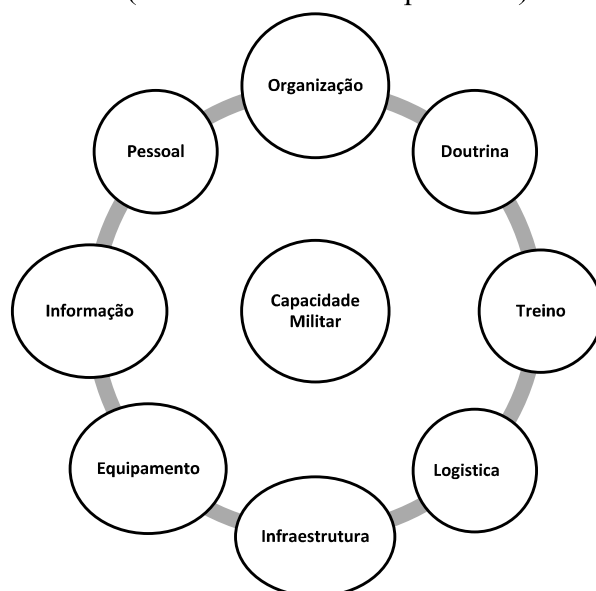 Organização
Pessoal
Doutrina
Informação
Capacidade
Militar
Treino
Equipamento
Logistica
Infraestrutura